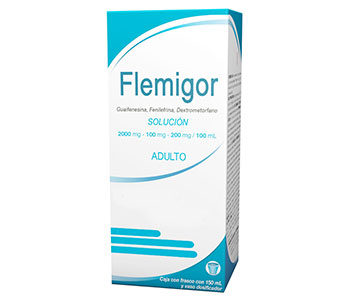 Flemigor
Guaifenesina, Fenilefrina, Dextrometorfano
SOLUCIÓN
2000 mg - 100 mg - 200 mg / 100 mL
ADULTO
Caja con frasco con 150 mL
y vaso dosificador